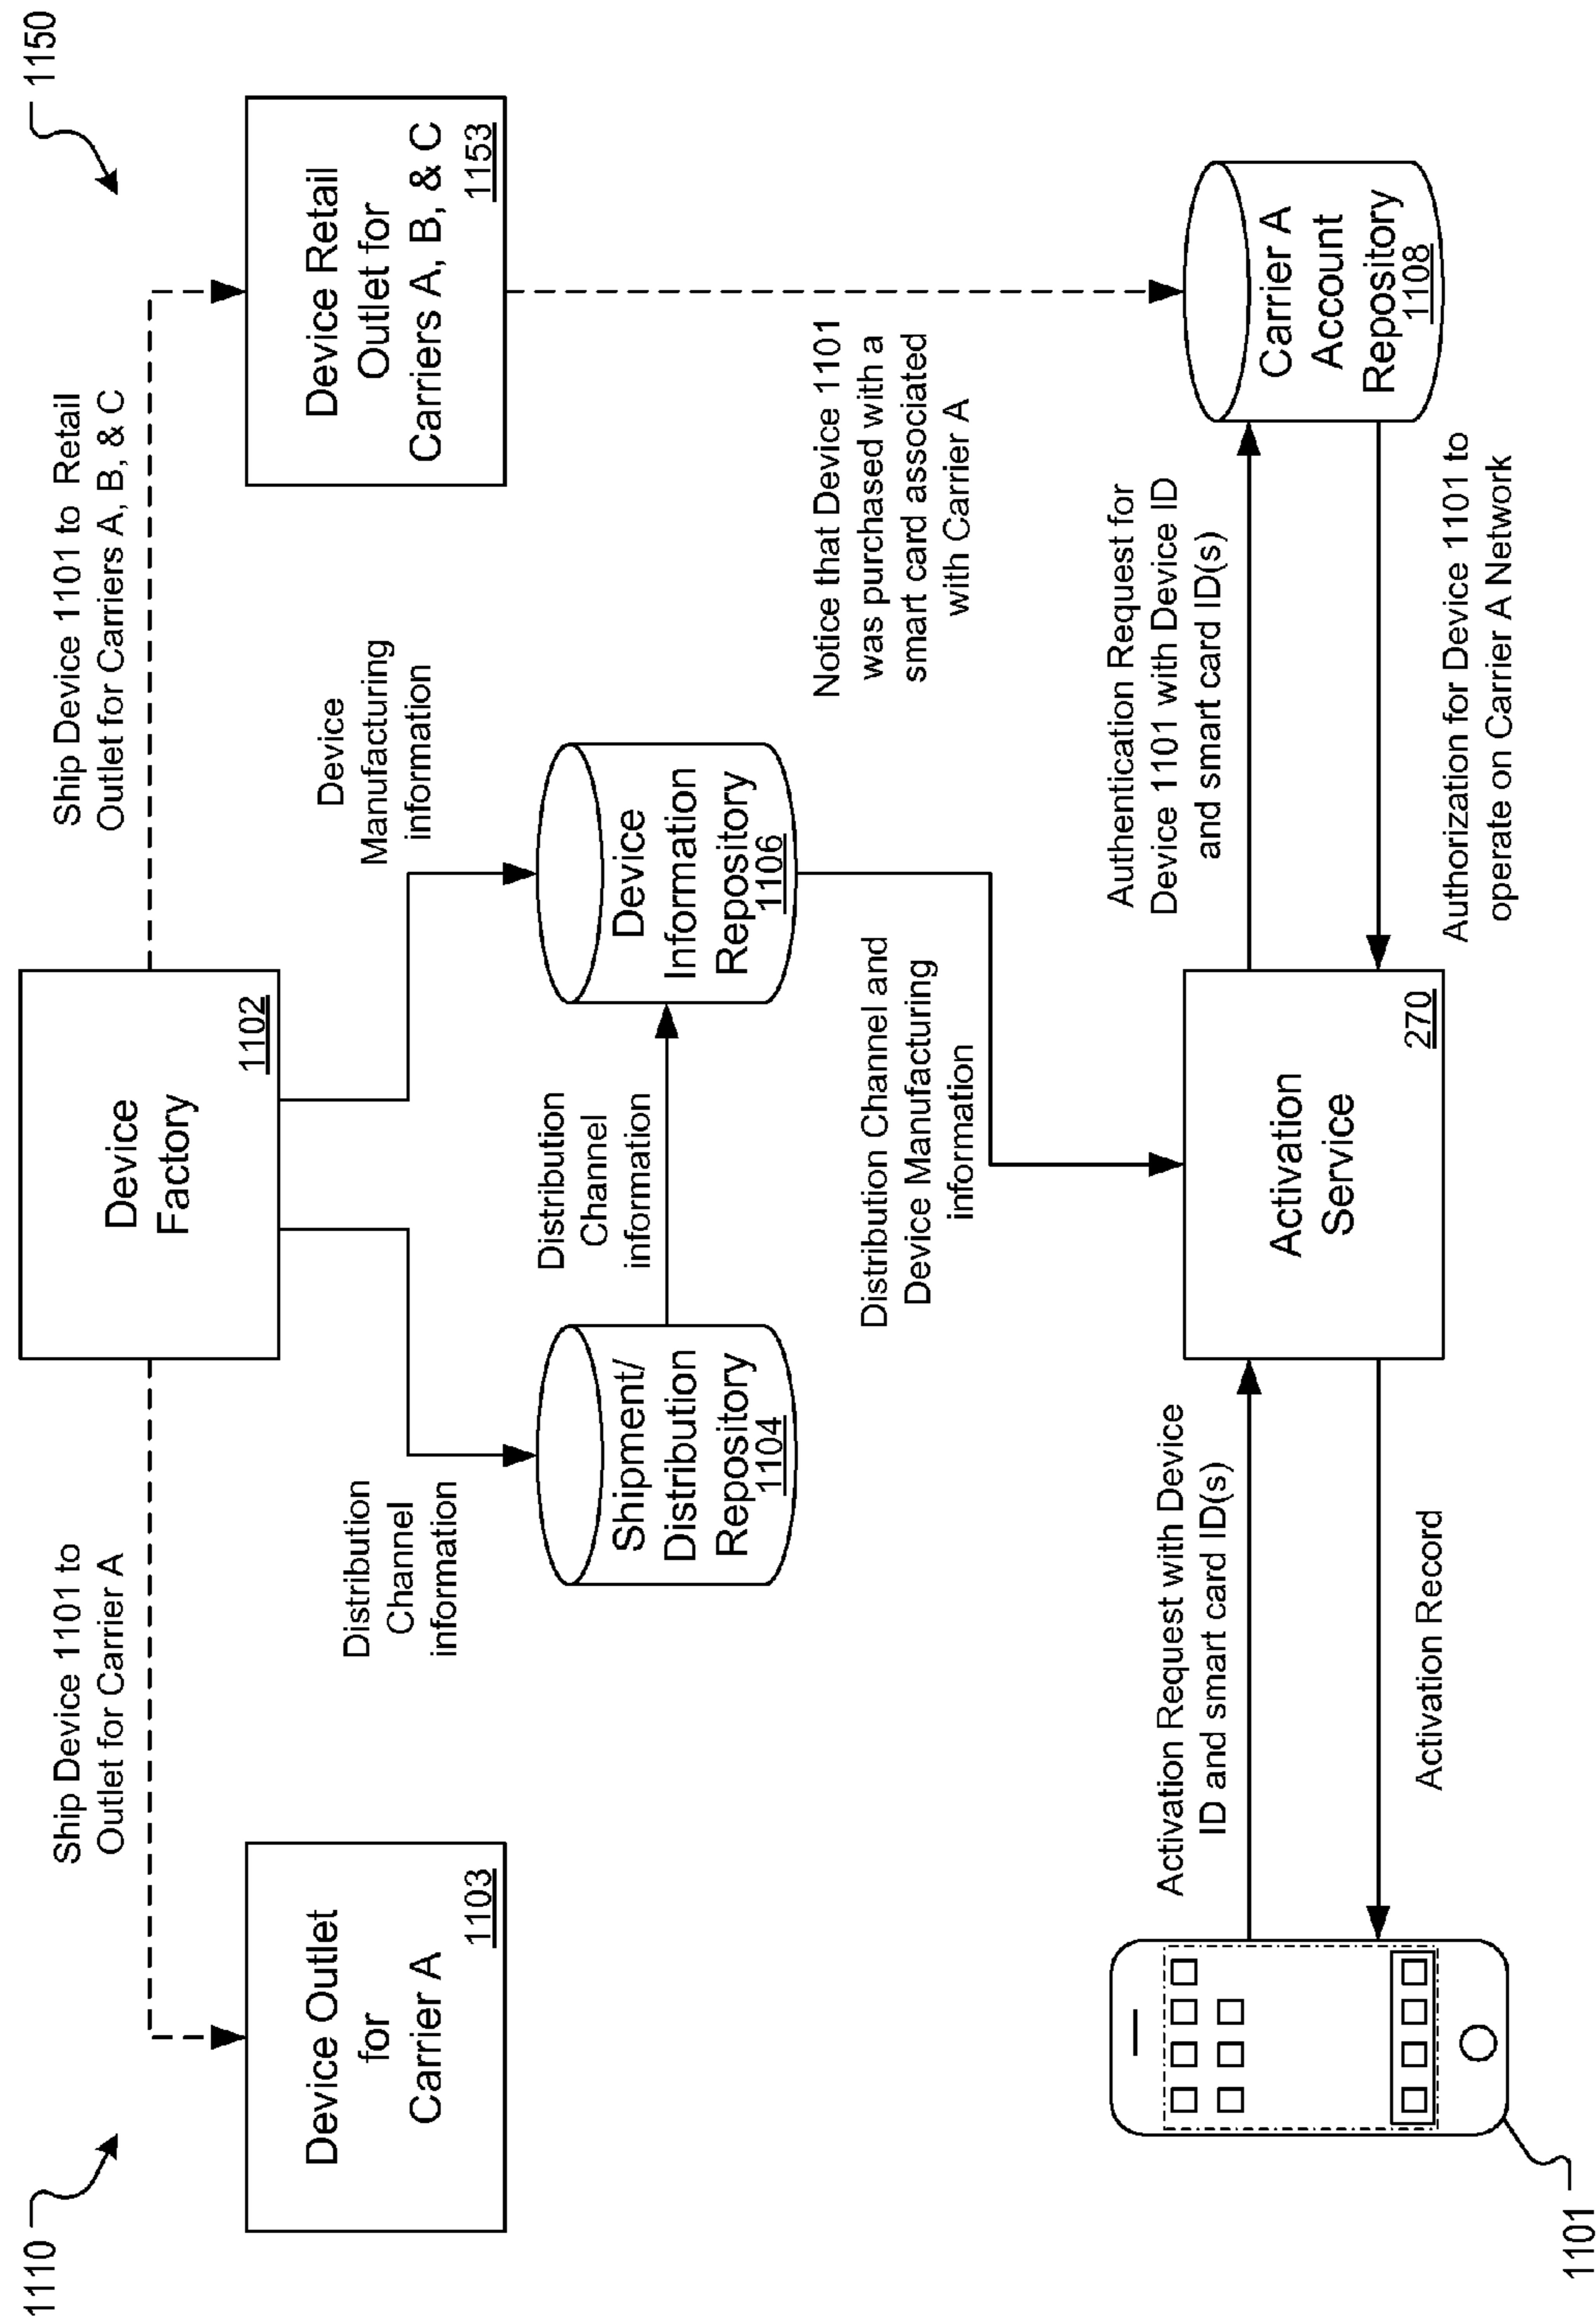 1110
1150
Ship Device 1101 to
Outlet for Carrier A
Ship Device 1101 to Retail
Outlet for Carriers A, B, & C
Device
Factory
1102
Device Outlet
for
Carrier A
1103
Device Retail
Outlet for
Carriers A, B, & C
1153
Distribution
Channel
information
Device
Manufacturing
information
Shipment/
Distribution
Repository
1104
Distribution
Channel
information
Device
Information
Repository
1106
Distribution Channel and
Device Manufacturing
information
Notice that Device 1101
was purchased with a
smart card associated
with Carrier A
Activation Request with Device
ID and smart card ID(s)
Activation
Service
270
Authentication Request for
Device 1101 with Device ID
and smart card ID(s)
Carrier A
Account
Repository
1108
Activation Record
Authorization for Device 1101 to
operate on Carrier A Network
1101